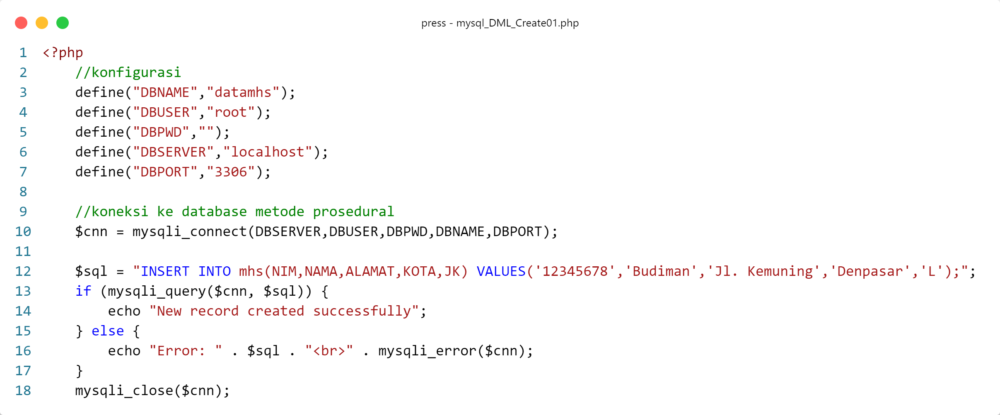 press - mysql_DML_Create01.php
1 <?php
2     //konfigurasi
3     define("DBNAME","datamhs");
4     define("DBUSER","root");
5     define("DBPWD","");
6     define("DBSERVER","localhost");
7     define("DBPORT","3306");
8
9     //koneksi ke database metode prosedural
10     $cnn = mysqli_connect(DBSERVER,DBUSER,DBPWD,DBNAME,DBPORT);
11
12     $sql = "INSERT INTO mhs(NIM,NAMA,ALAMAT,KOTA,JK) VALUES('12345678','Budiman','Jl. Kemuning','Denpasar','L');";
13     if (mysqli_query($cnn, $sql)) {
14         echo "New record created successfully";
15     } else {
16         echo "Error: " . $sql . "<br>" . mysqli_error($cnn);
17     }
18     mysqli_close($cnn);